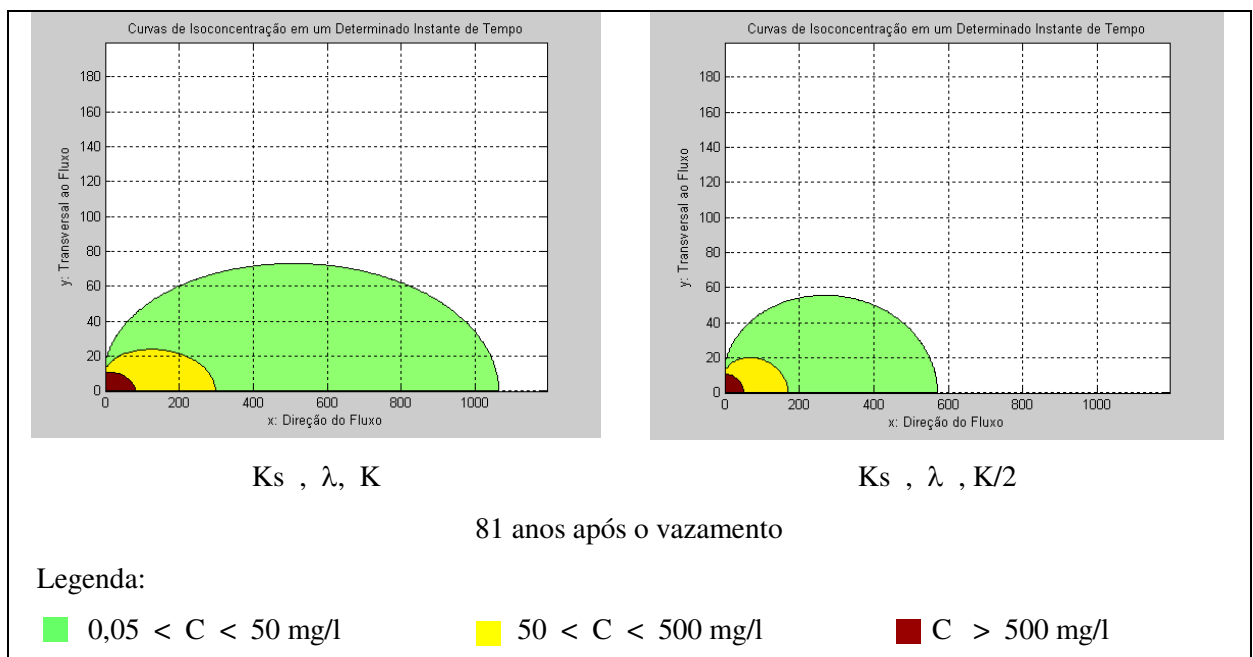 Curvas de Isoconcentração em um Determinado Instante de Tempo
y: Transversal ao Fluxo
180
160
140
120
100
80
60
40
20
0
0 200 400 600 800 1000
x: Direção do Fluxo
Ks , λ, K
Curvas de Isoconcentração em um Determinado Instante de Tempo
y: Transversal ao Fluxo
180
160
140
120
100
80
60
40
20
0
0 200 400 600 800 1000
x: Direção do Fluxo
Ks , λ , K/2
81 anos após o vazamento
Legenda:
0,05 < C < 50 mg/l 50 < C < 500 mg/l C > 500 mg/l